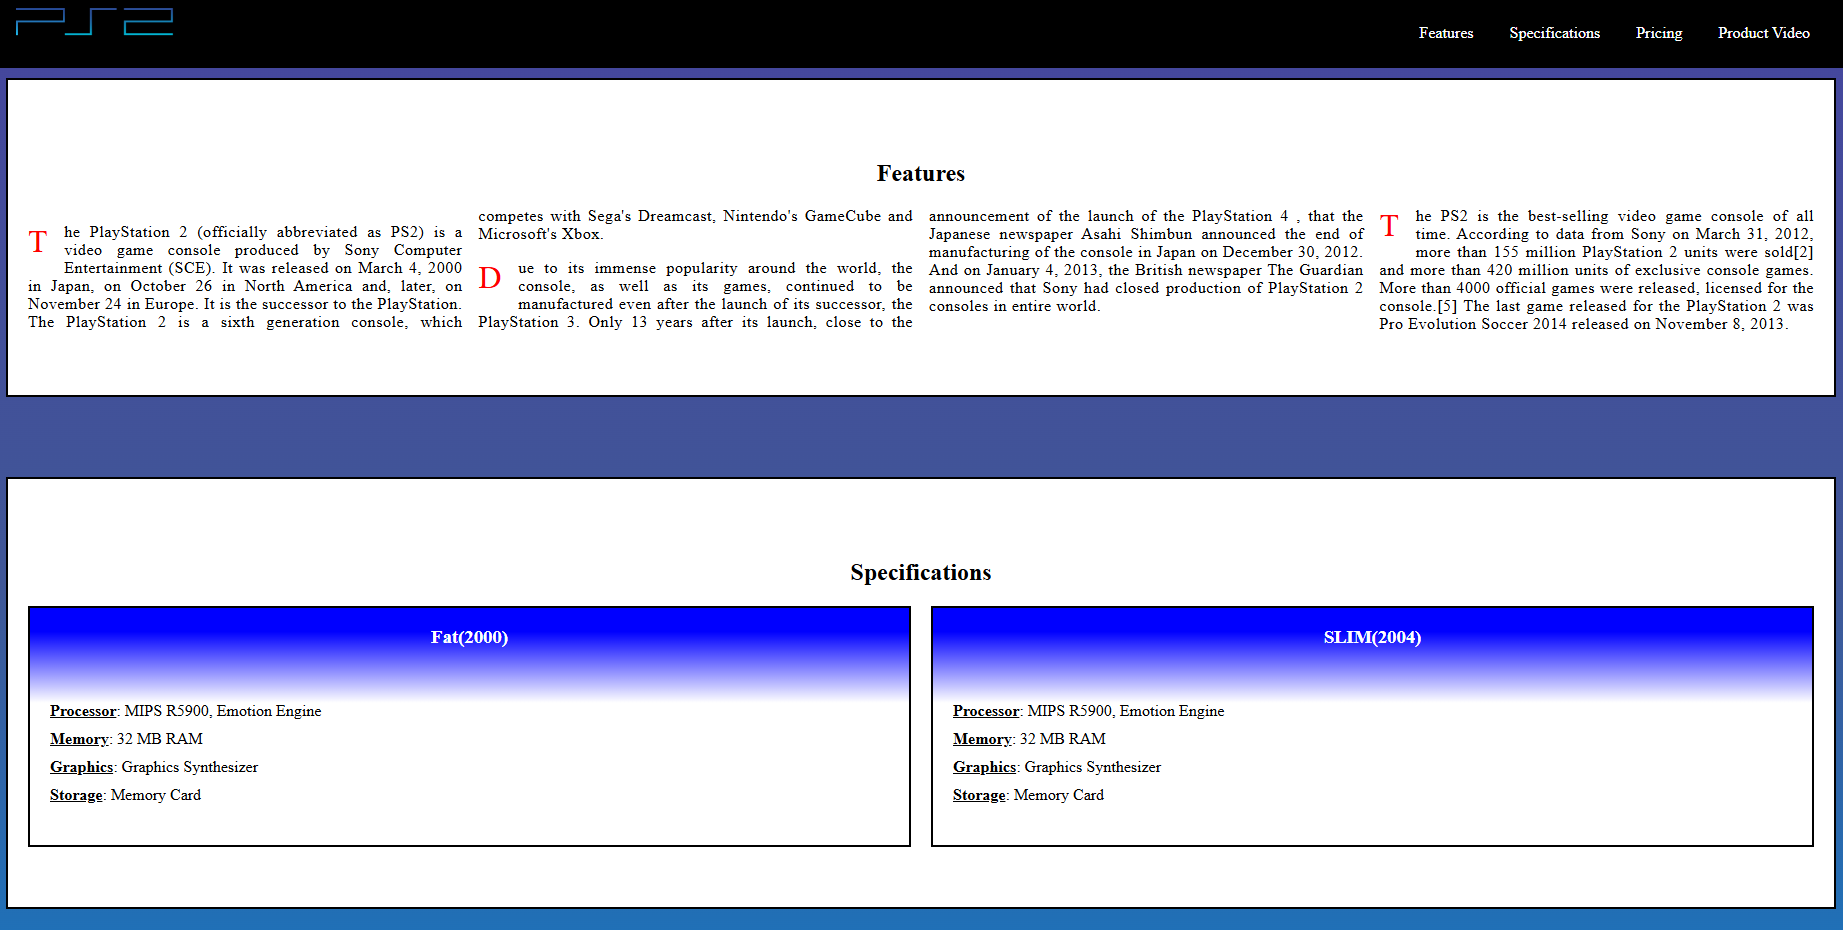 PS2
Features
Specifications
Pricing
Product Video
Features
The PlayStation 2 (officially abbreviated as PS2) is a
video game console produced by Sony Computer
Entertainment (SCE). It was released on March 4, 2000
in Japan, on October 26 in North America and, later, on
November 24 in Europe. It is the successor to the PlayStation.
The PlayStation 2 is a sixth generation console, which
competes with Sega's Dreamcast, Nintendo's GameCube and
Microsoft's Xbox.
Due to its immense popularity around the world, the
console, as well as its games, continued to be
manufactured even after the launch of its successor, the
PlayStation 3. Only 13 years after its launch, close to the
announcement of the launch of the PlayStation 4 , that the
Japanese newspaper Asahi Shimbun announced the end of
manufacturing of the console in Japan on December 30, 2012.
And on January 4, 2013, the British newspaper The Guardian
announced that Sony had closed production of PlayStation 2
consoles in entire world.
The PS2 is the best-selling video game console of all
time. According to data from Sony on March 31, 2012,
more than 155 million PlayStation 2 units were sold[2]
and more than 420 million units of exclusive console games.
More than 4000 official games were released, licensed for the
console.[5] The last game released for the PlayStation 2 was
Pro Evolution Soccer 2014 released on November 8, 2013.
Specifications
Fat(2000)
Processor: MIPS R5900, Emotion Engine
Memory: 32 MB RAM
Graphics: Graphics Synthesizer
Storage: Memory Card
SLIM(2004)
Processor: MIPS R5900, Emotion Engine
Memory: 32 MB RAM
Graphics: Graphics Synthesizer
Storage: Memory Card